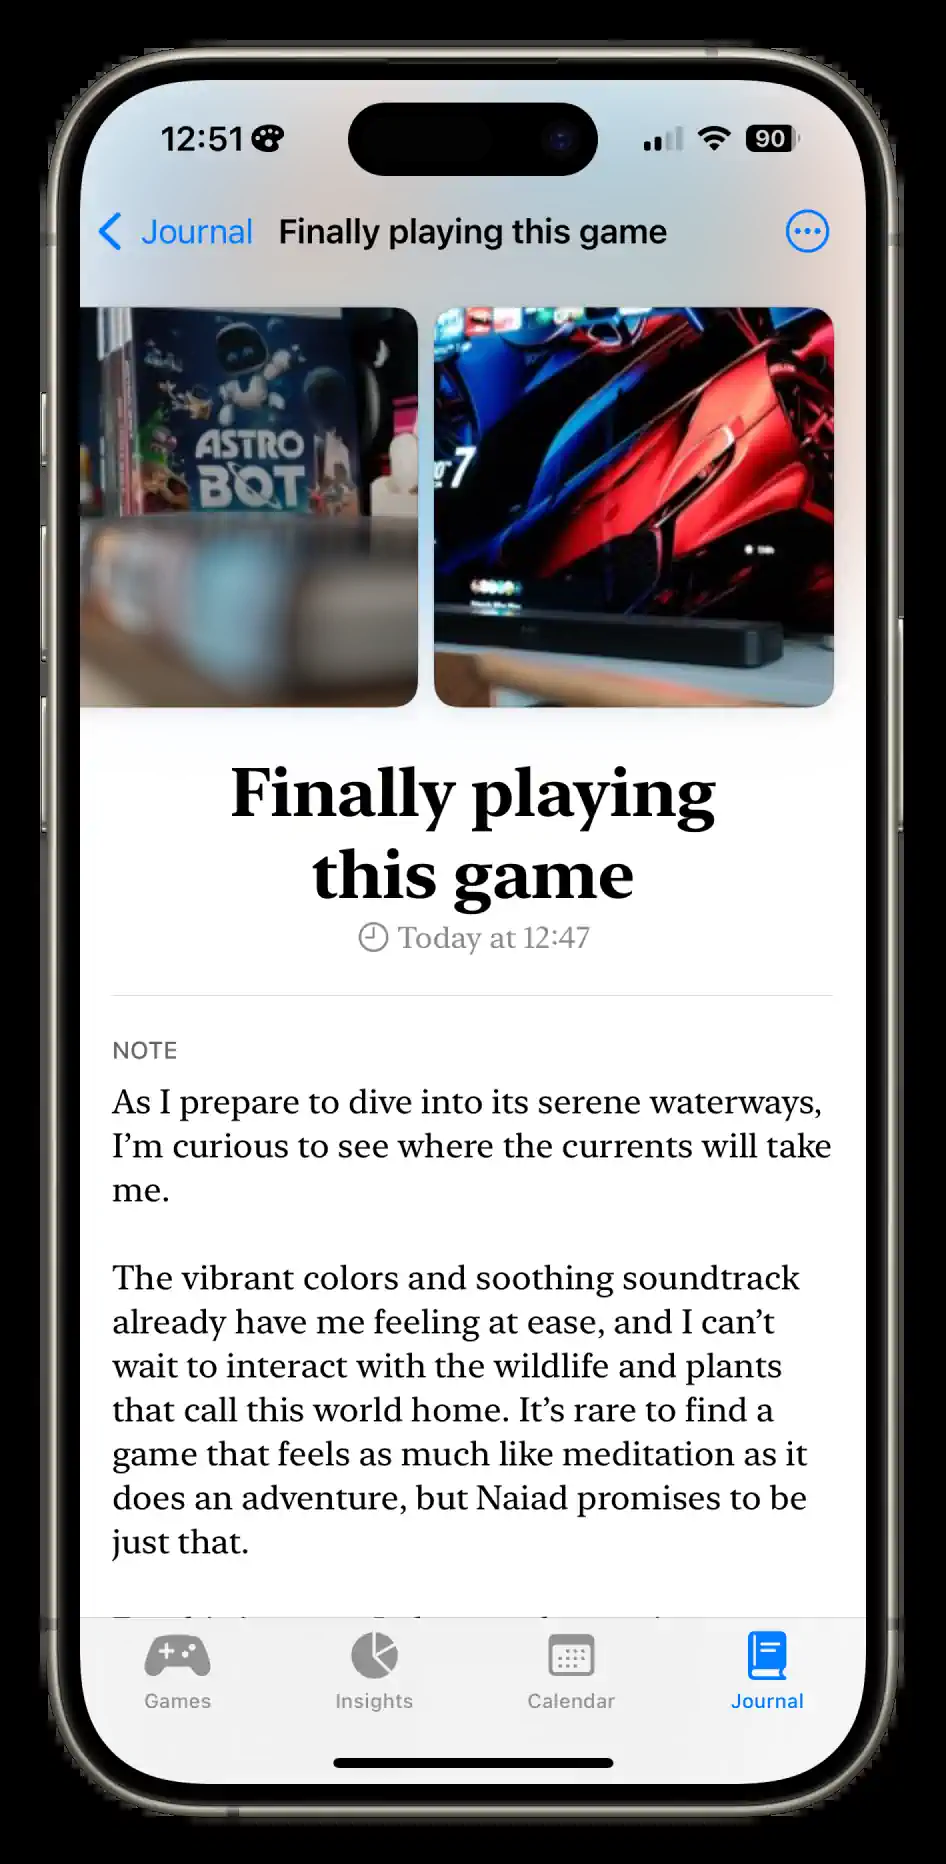 12:51
90
Journal Finally playing this game
ASTRO
BOT
7
Finally playing
this game
Today at 12:47
NOTE
As I prepare to dive into its serene waterways,
I’m curious to see where the currents will take
me.
The vibrant colors and soothing soundtrack
already have me feeling at ease, and I can’t
wait to interact with the wildlife and plants
that call this world home. It’s rare to find a
game that feels as much like meditation as it
does an adventure, but Naiad promises to be
just that.
Games
Insights
Calendar
Journal